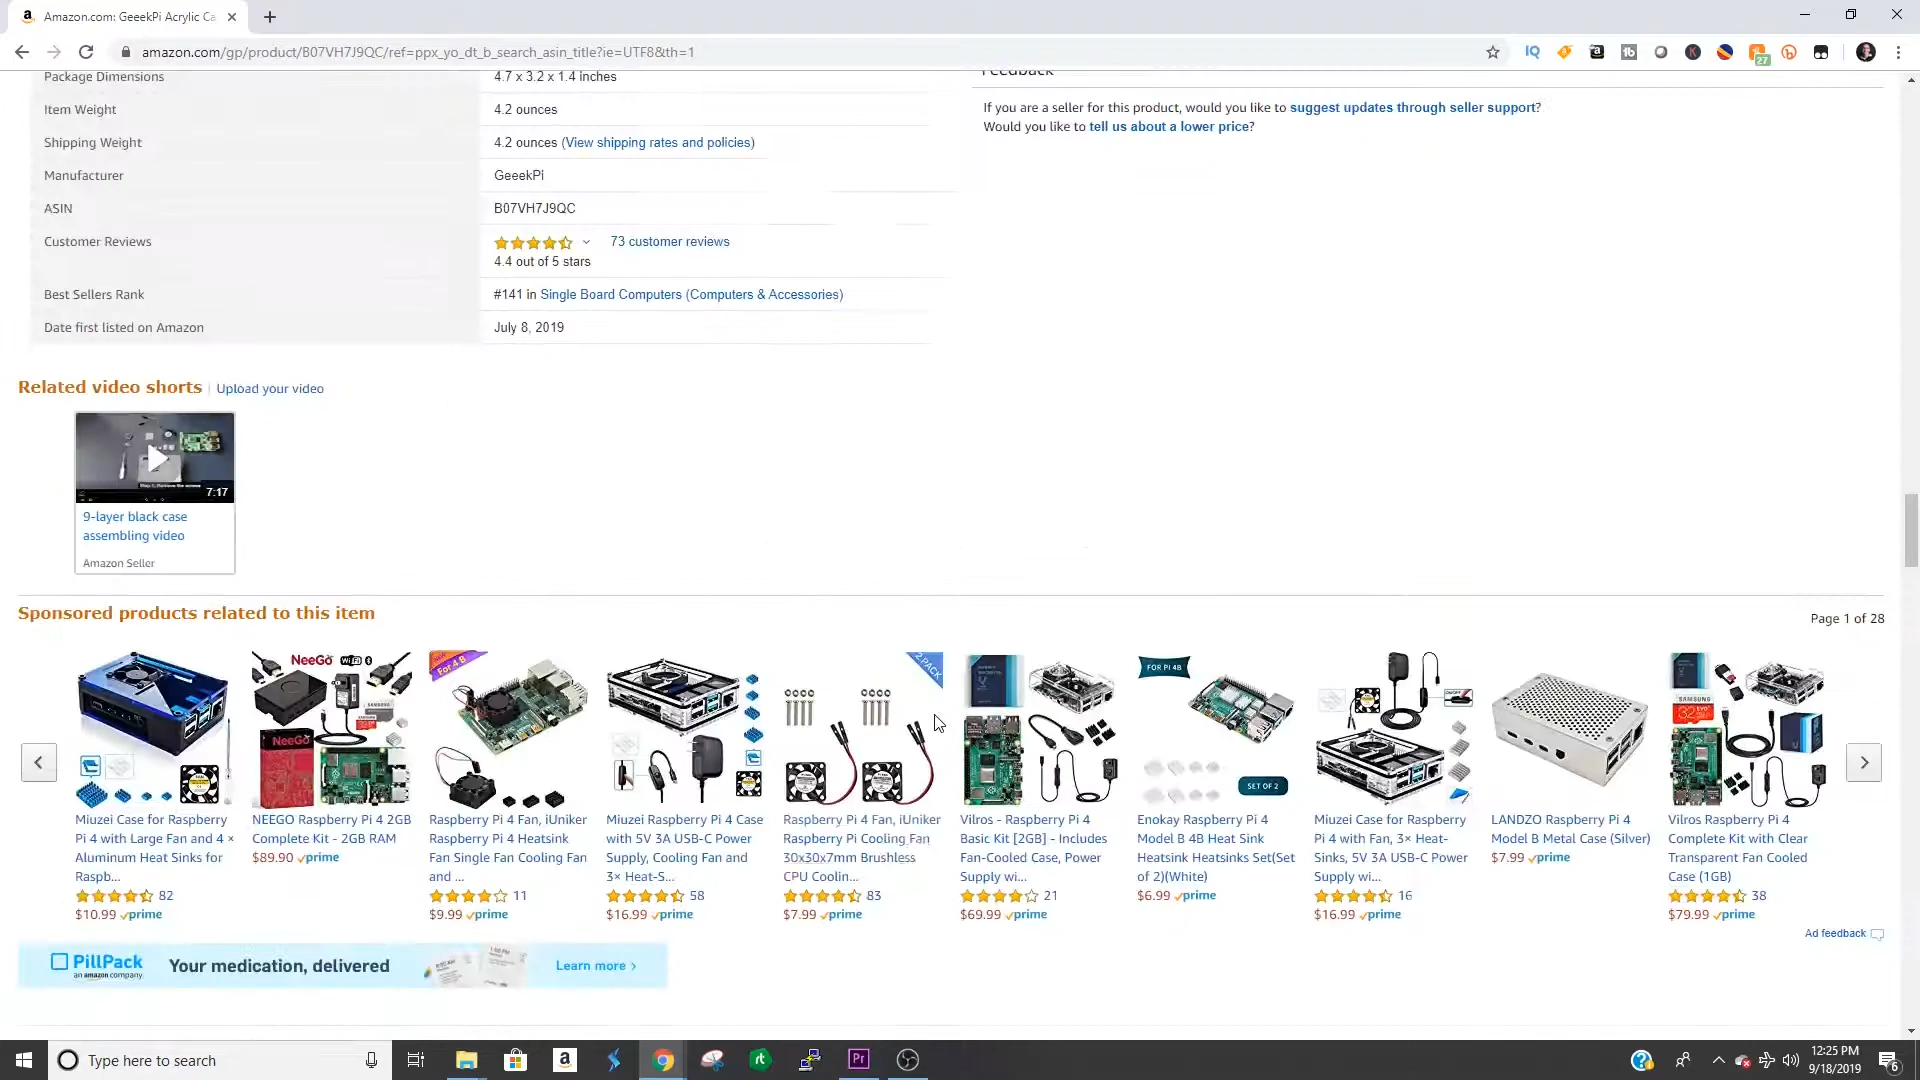 Amazon.com: GeeekPi Acrylic Ca
amazon.com/gp/product/B07VH7J9QC/ref=ppx_yo_dt_b_search_asin_title?ie=UTF8&th=1
IQ
27
Package Dimensions
4.7 x 3.2 x 1.4 inches
Item Weight
4.2 ounces
Shipping Weight
4.2 ounces (View shipping rates and policies)
Manufacturer
GeeekPi
ASIN
B07VH7J9QC
Customer Reviews
73 customer reviews
4.4 out of 5 stars
Best Sellers Rank
#141 in Single Board Computers (Computers & Accessories)
Date first listed on Amazon
July 8, 2019
Feedback
If you are a seller for this product, would you like to suggest updates through seller support?
Would you like to tell us about a lower price?
Related video shorts | Upload your video
7:17
9-layer black case
assembling video
Amazon Seller
Sponsored products related to this item
Page 1 of 28
Miuzei Case for Raspberry
Pi 4 with Large Fan and 4 ×
Aluminum Heat Sinks for
Raspb...
82
$10.99 prime
NeeGo
NeeGo
NEEGO Raspberry Pi 4 2GB
Complete Kit - 2GB RAM
$89.90 prime
For 4 B
Raspberry Pi 4 Fan, iUniker
Raspberry Pi 4 Heatsink
Fan Single Fan Cooling Fan
and ...
11
$9.99 prime
Miuzei Raspberry Pi 4 Case
with 5V 3A USB-C Power
Supply, Cooling Fan and
3× Heat-S...
58
$16.99 prime
2 PACK
Raspberry Pi 4 Fan, iUniker
Raspberry Pi Cooling Fan
30x30x7mm Brushless
CPU Coolin...
83
$7.99 prime
Vilros - Raspberry Pi 4
Basic Kit [2GB] - Includes
Fan-Cooled Case, Power
Supply wi...
21
$69.99 prime
FOR PI 4B
SET OF 2
Enokay Raspberry Pi 4
Model B 4B Heat Sink
Heatsink Heatsinks Set(Set
of 2)(White)
$6.99 prime
Miuzei Case for Raspberry
Pi 4 with Fan, 3× Heat-
Sinks, 5V 3A USB-C Power
Supply wi...
16
$16.99 prime
LANDZO Raspberry Pi 4
Model B Metal Case (Silver)
$7.99 prime
SAMSUNG
32
Vilros Raspberry Pi 4
Complete Kit with Clear
Transparent Fan Cooled
Case (1GB)
38
$79.99 prime
Ad feedback
PillPack
an amazon company
Your medication, delivered
Learn more ›
Type here to search
rt
Pr
12:25 PM
9/18/2019
6